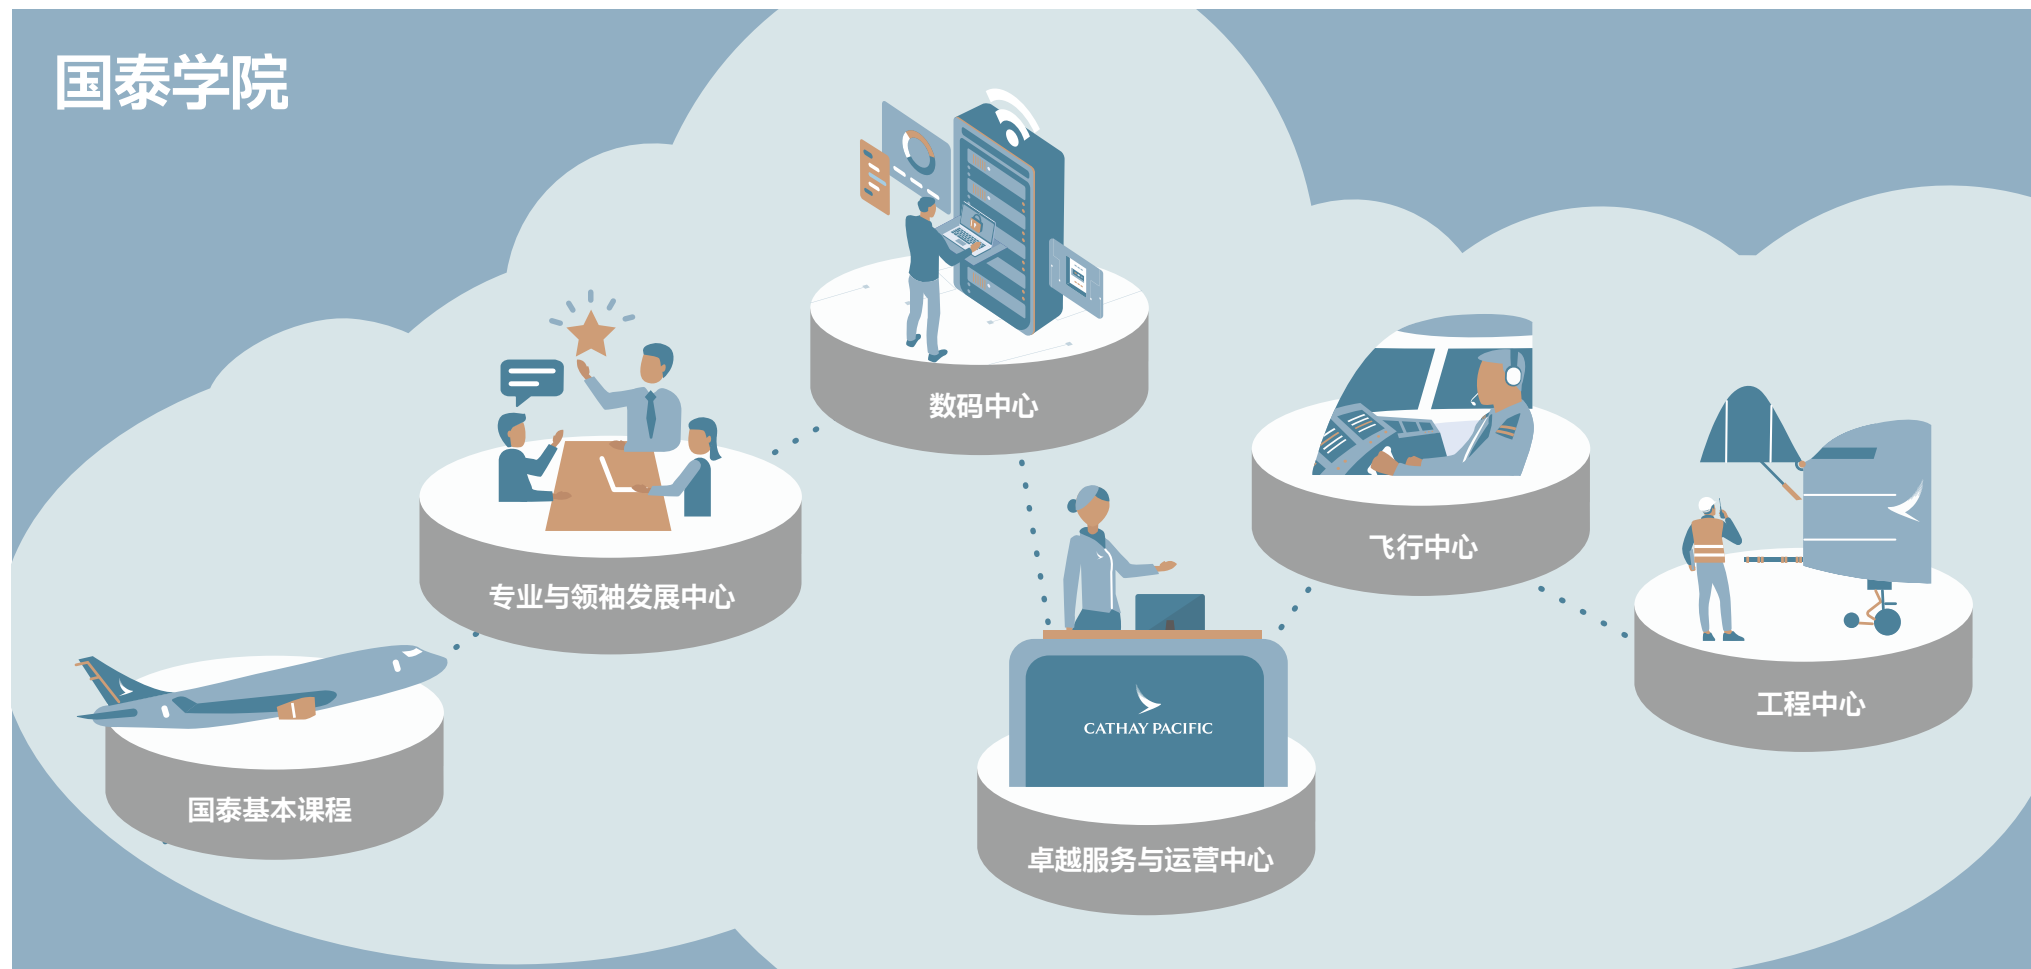 国泰学院
数码中心
专业与领袖发展中心
飞行中心
国泰基本课程
CATHAY PACIFIC
工程中心
卓越服务与运营中心